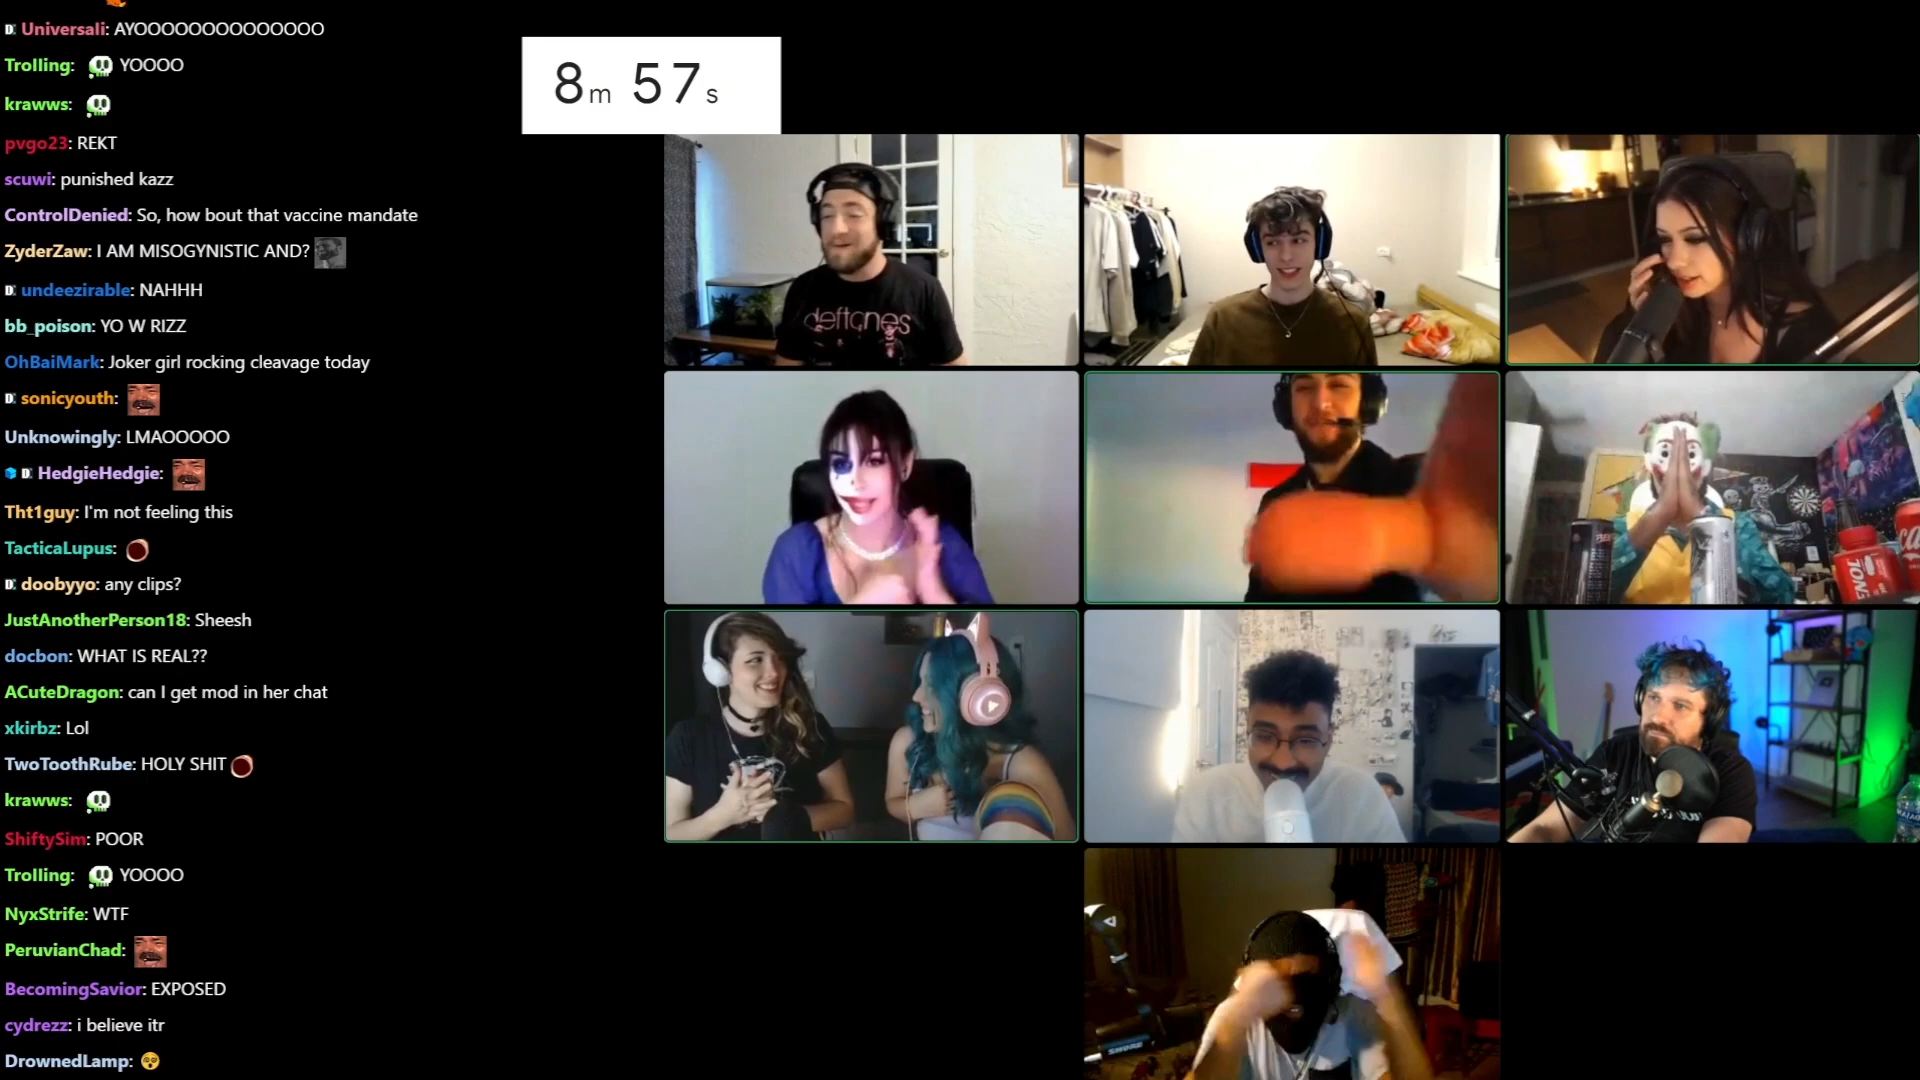 Universali: AYOOOOOOOOOOOOOO
Trolling: YOOOO
krawws:
pvgo23: REKT
scuwi: punished kazz
ControlDenied: So, how bout that vaccine mandate
ZyderZaw: I AM MISOGYNISTIC AND?
undeezirable: NAHHH
bb_poison: YO W RIZZ
OhBaiMark: Joker girl rocking cleavage today
sonicyouth:
Unknowingly: LMAOOOOO
HedgieHedgie:
Tht1guy: I'm not feeling this
TacticaLupus:
doobyyo: any clips?
JustAnotherPerson18: Sheesh
docbon: WHAT IS REAL??
ACuteDragon: can I get mod in her chat
xkirbz: Lol
TwoToothRube: HOLY SHIT
krawws:
ShiftySim: POOR
Trolling: YOOOO
NyxStrife: WTF
PeruvianChad:
BecomingSavior: EXPOSED
cydrezz: i believe itr
DrownedLamp:
8m 57s
deftones
SHURE